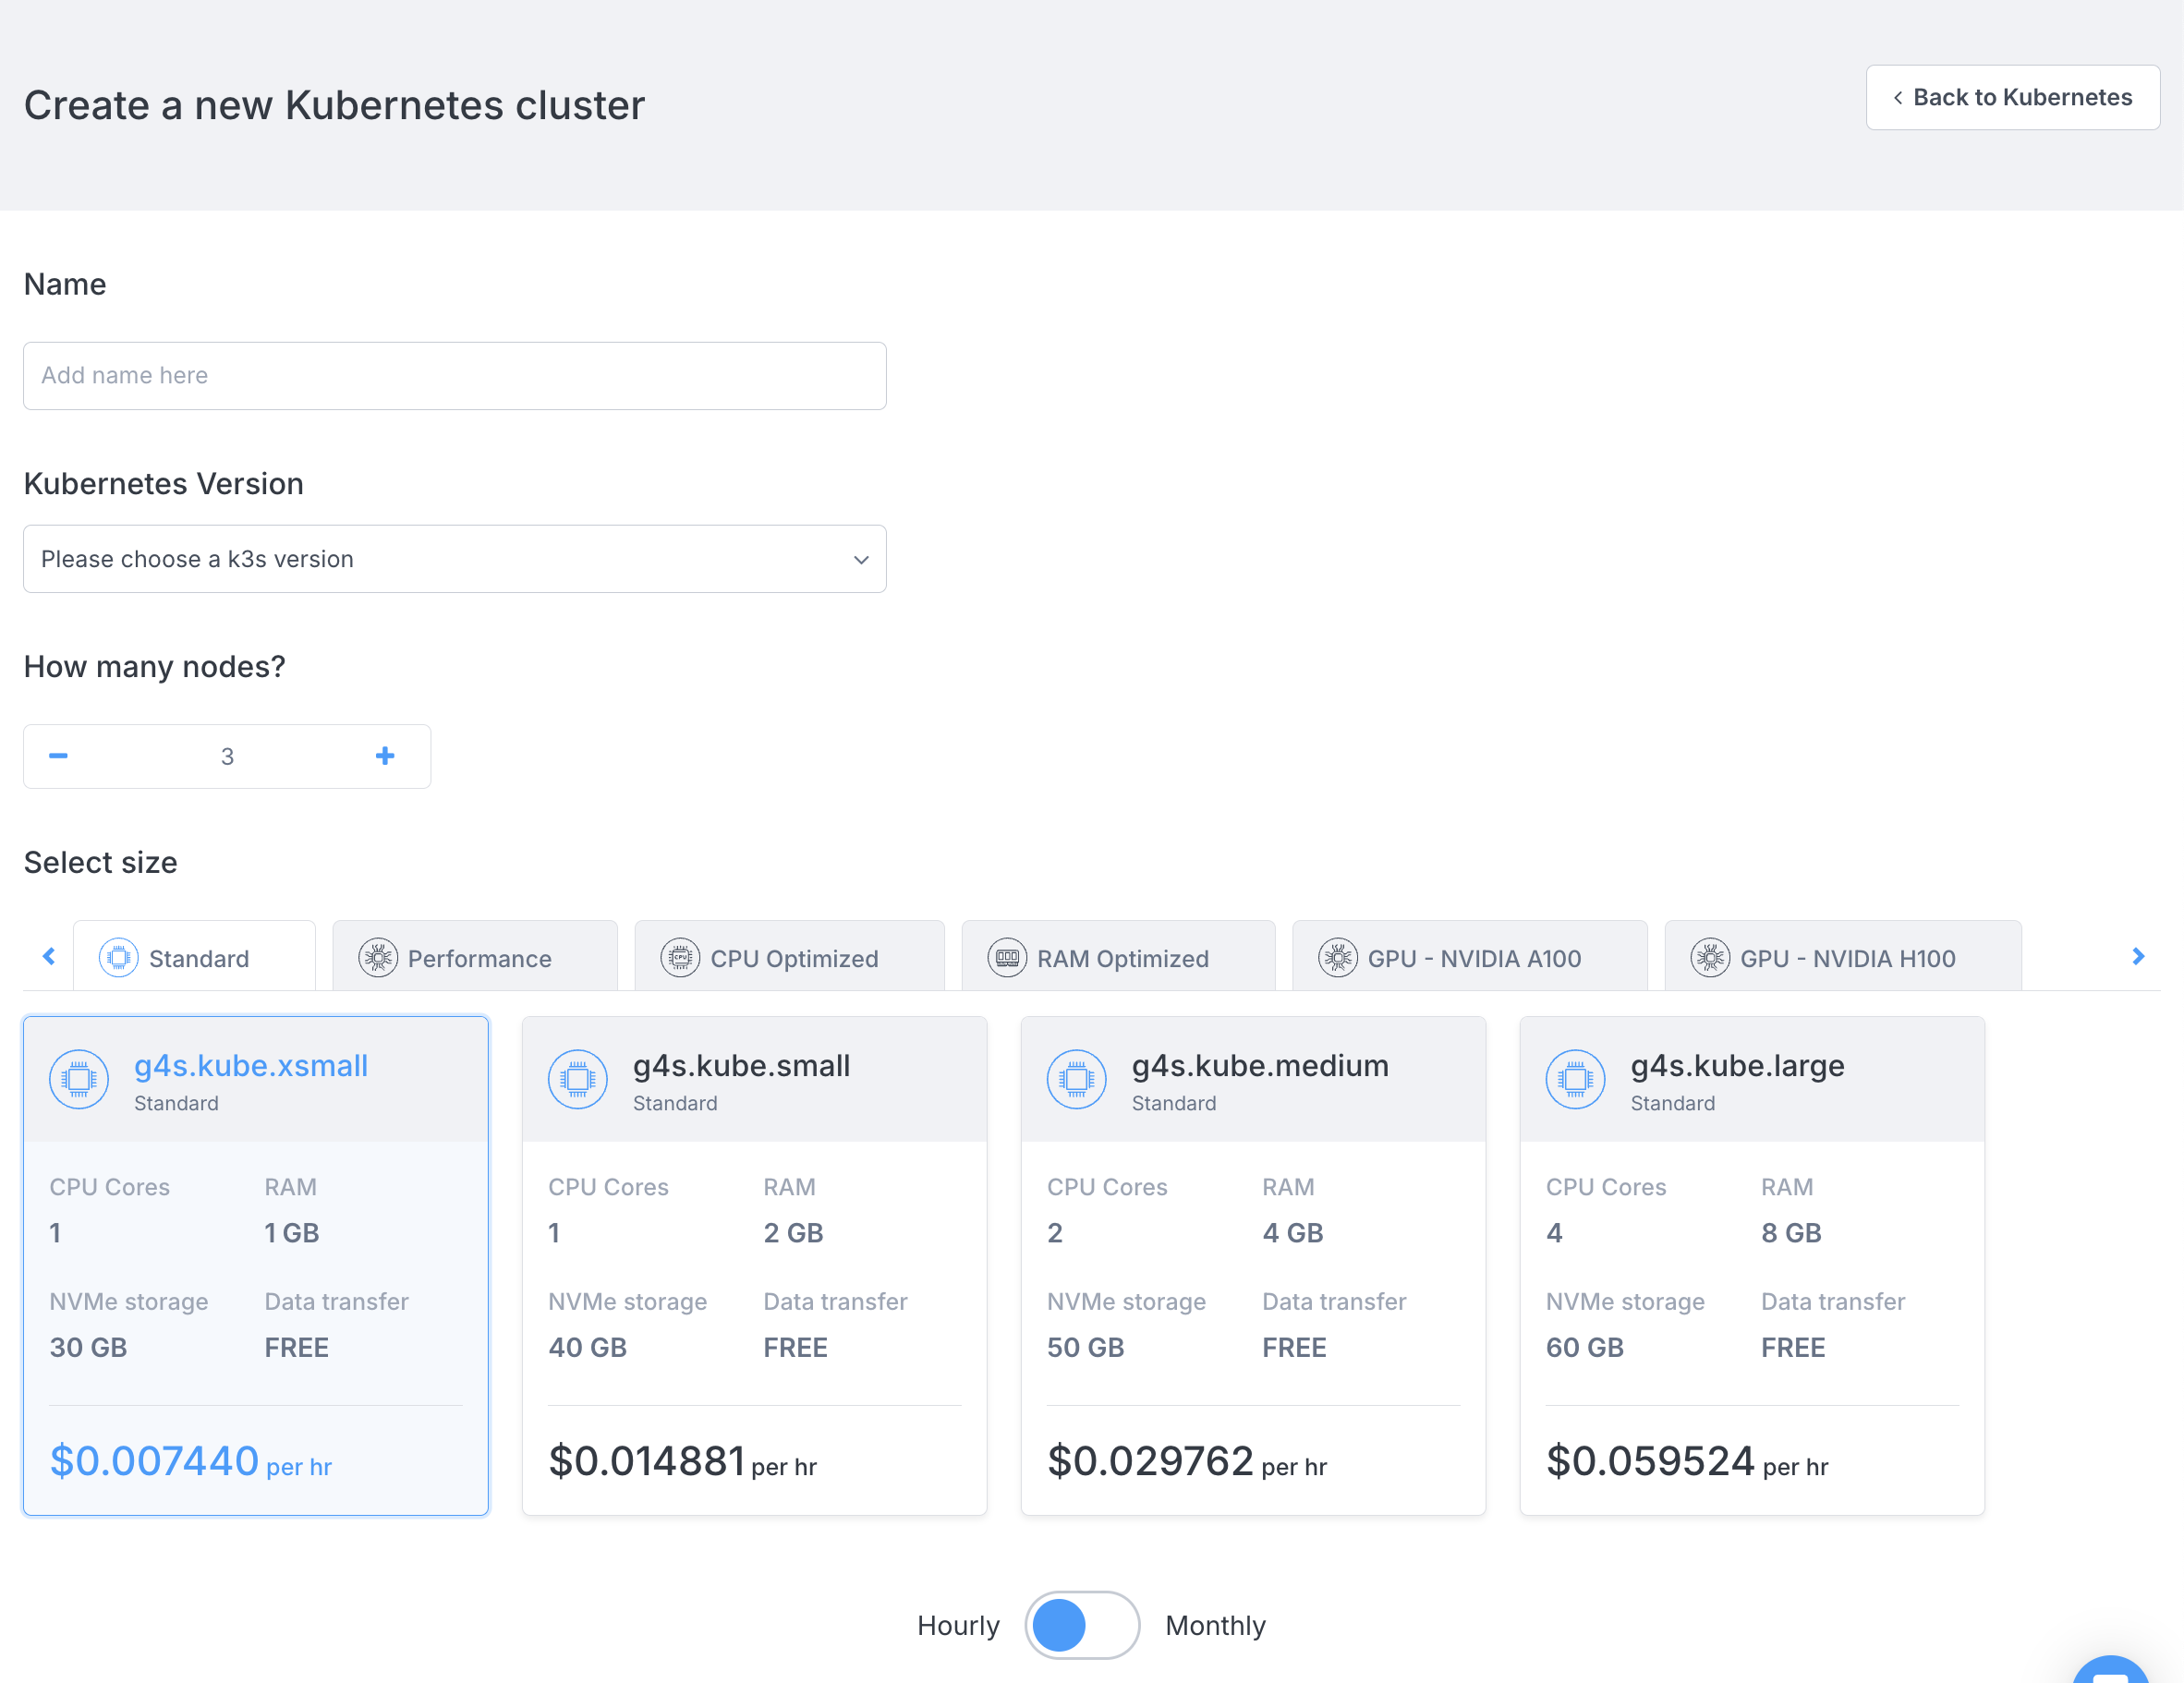 Create a new Kubernetes cluster
Back to Kubernetes
Name
Add name here
Kubernetes Version
Please choose a k3s version
How many nodes?
3
Select size
Standard
Performance
CPU Optimized
RAM Optimized
GPU - NVIDIA A100
GPU - NVIDIA H100
g4s.kube.xsmall
Standard
CPU Cores
RAM
1
1 GB
NVMe storage
Data transfer
30 GB
FREE
$0.007440 per hr
g4s.kube.small
Standard
CPU Cores
RAM
1
2 GB
NVMe storage
Data transfer
40 GB
FREE
$0.014881 per hr
g4s.kube.medium
Standard
CPU Cores
RAM
2
4 GB
NVMe storage
Data transfer
50 GB
FREE
$0.029762 per hr
g4s.kube.large
Standard
CPU Cores
RAM
4
8 GB
NVMe storage
Data transfer
60 GB
FREE
$0.059524 per hr
Hourly
Monthly